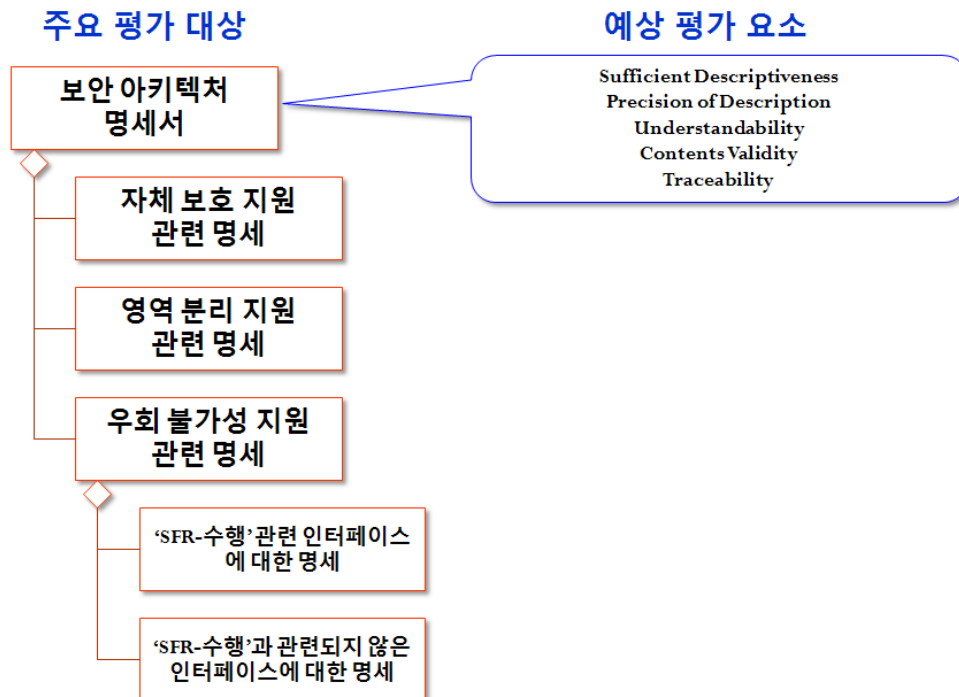 주요 평가 대상
예상 평가 요소
보안 아키텍처
명세서
Sufficient Descriptiveness
Precision of Description
Understandability
Contents Validity
Traceability
자체 보호 지원
관련 명세
영역 분리 지원
관련 명세
우회 불가성 지원
관련 명세
‘SFR-수행’ 관련 인터페이스
에 대한 명세
‘SFR-수행’과 관련되지 않은
인터페이스에 대한 명세